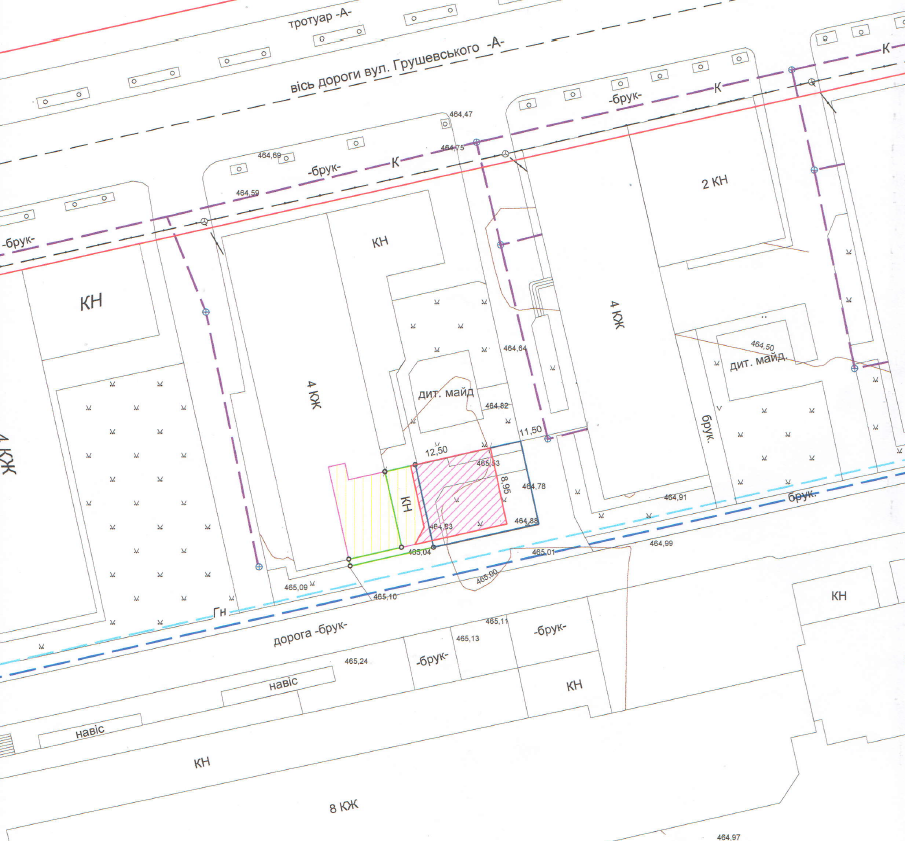 тротуар -А-
вісь дороги вул. Грушевського -А-
К
-брук-
К
464,47
464,75
-брук-
К
464,69
464,59
2 КН
КН
-брук-
КН
4 КЖ
464,64
464,50
дит. майд.
4 КЖ
дит. майд
464,82
брук.
4 КЖ
11,50
12,50
465,53
8,95
464,78
КН
464,83
464,88
464,91
брук.
465,04
465,01
464,99
465,00
465,09
465,10
Гн
КН
дорога -брук-
465,11
465,13
-брук-
465,24
-брук-
навіс
КН
навіс
КН
8 КЖ
464,97